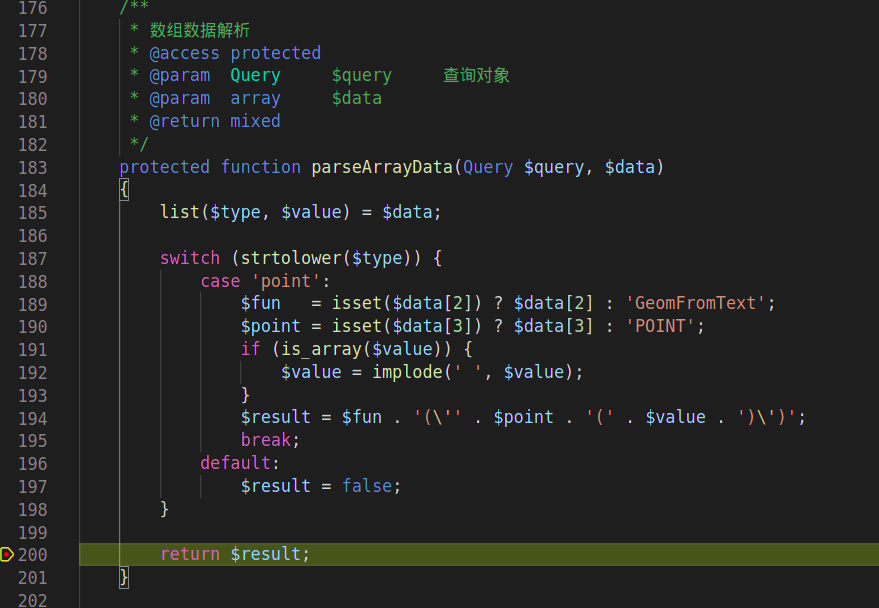 176 /**
177 * 数组数据解析
178 * @access protected
179 * @param Query $query 查询对象
180 * @param array $data
181 * @return mixed
182 */
183 protected function parseArrayData(Query $query, $data)
184 {
185 list($type, $value) = $data;
186
187 switch (strtolower($type)) {
188 case 'point':
189 $fun = isset($data[2]) ? $data[2] : 'GeomFromText';
190 $point = isset($data[3]) ? $data[3] : 'POINT';
191 if (is_array($value)) {
192 $value = implode(' ', $value);
193 }
194 $result = $fun . '(\'' . $point . '(' . $value . ')\')';
195 break;
196 default:
197 $result = false;
198 }
199
200 return $result;
201 }
202